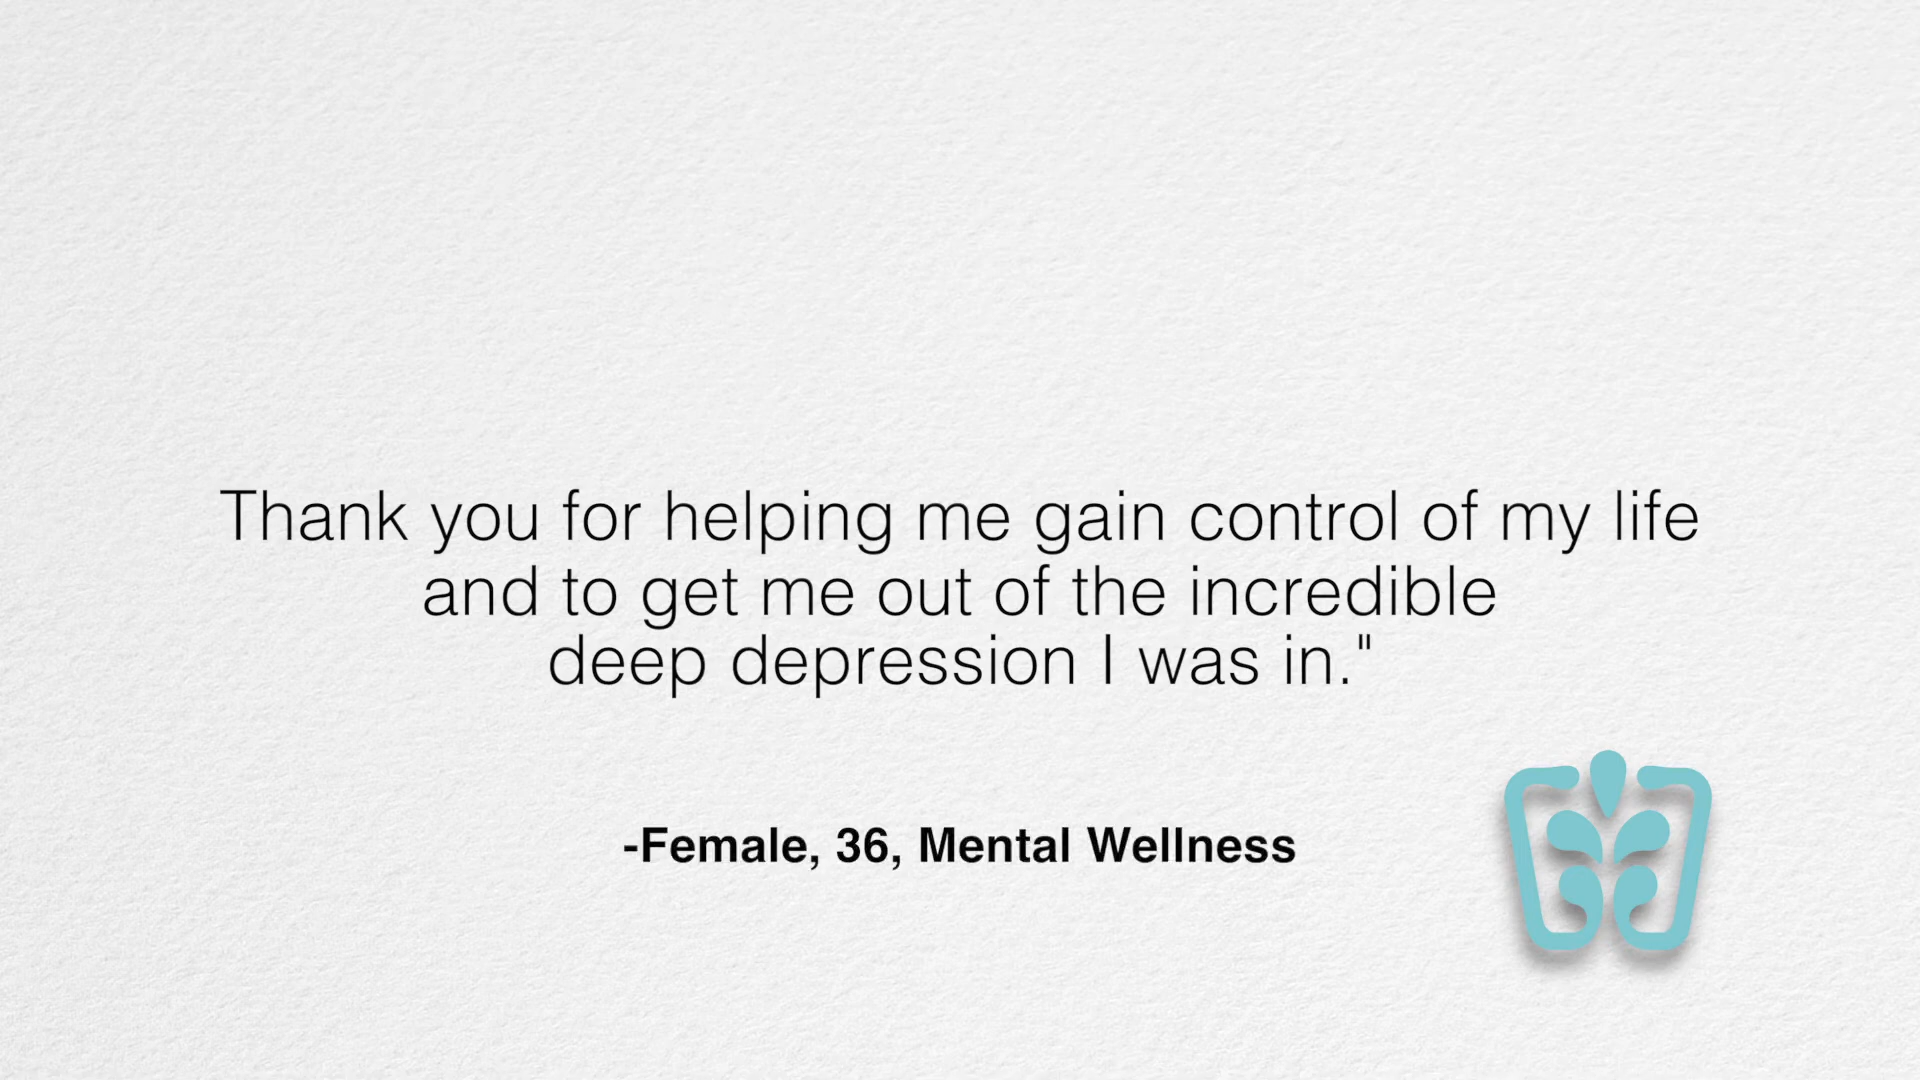 Thank you for helping me gain control of my life
and to get me out of the incredible
deep depression I was in."
-Female, 36, Mental Wellness